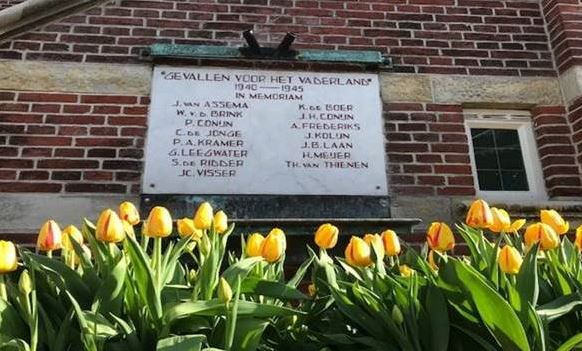 "GEVALLEN VOOR HET VADERLAND"
1940 — 1945
IN MEMORIAM
J. VAN ASSEMA
W. V. D. BRINK
P. CONIJN
C. DE JONGE
P. A. KRAMER
G. LEEGWATER
S. DE RIDDER
J.C. VISSER
K. DE BOER
J. H. CONIJN
A. FREDERIKS
J. KOLIJN
J. B. LAAN
H. MEIJER
TH. VAN THIENEN